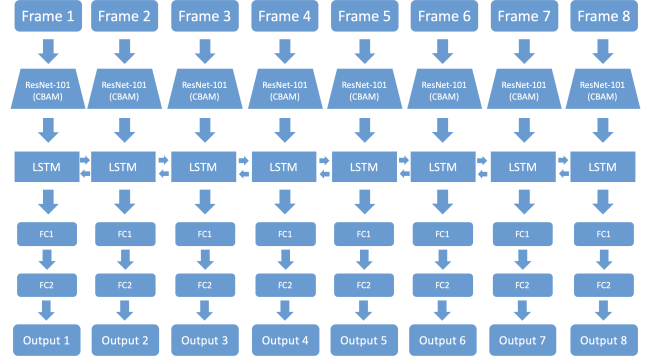 Frame 1 Frame 2 Frame 3 Frame 4 Frame 5 Frame 6 Frame 7 Frame 8
ResNet-101 ResNet-101 ResNet-101 ResNet-101 ResNet-101 ResNet-101 ResNet-101 ResNet-101
(CBAM) (CBAM) (CBAM) (CBAM) (CBAM) (CBAM) (CBAM) (CBAM)
LSTM LSTM LSTM LSTM LSTM LSTM LSTM LSTM
FC1 FC1 FC1 FC1 FC1 FC1 FC1 FC1
FC2 FC2 FC2 FC2 FC2 FC2 FC2 FC2
Output 1 Output 2 Output 3 Output 4 Output 5 Output 6 Output 7 Output 8